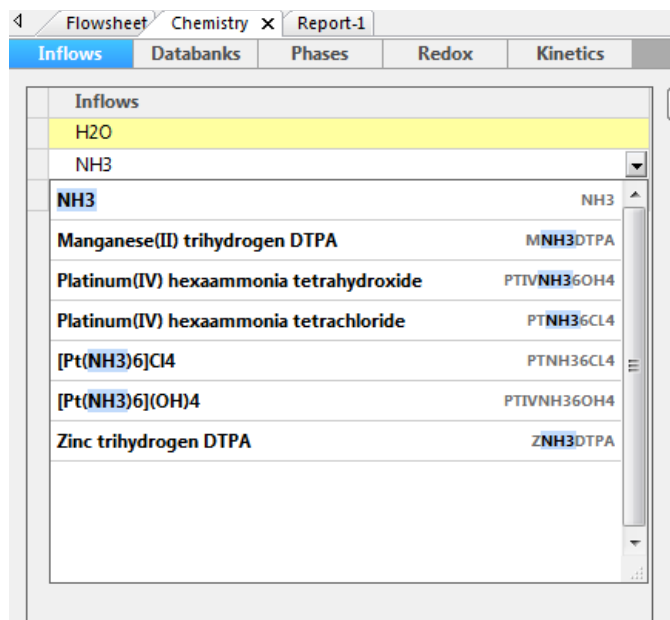 Flowsheet Chemistry X Report-1
Inflows Databanks Phases Redox Kinetics
Inflows
H2O
NH3
NH3 NH3
Manganese(II) trihydrogen DTPA MNH3DTPA
Platinum(IV) hexaammonia tetrahydroxide PTIVNH36OH4
Platinum(IV) hexaammonia tetrachloride PTNH36CL4
[Pt(NH3)6]Cl4 PTNH36CL4
[Pt(NH3)6](OH)4 PTIVNH36OH4
Zinc trihydrogen DTPA ZNH3DTPA